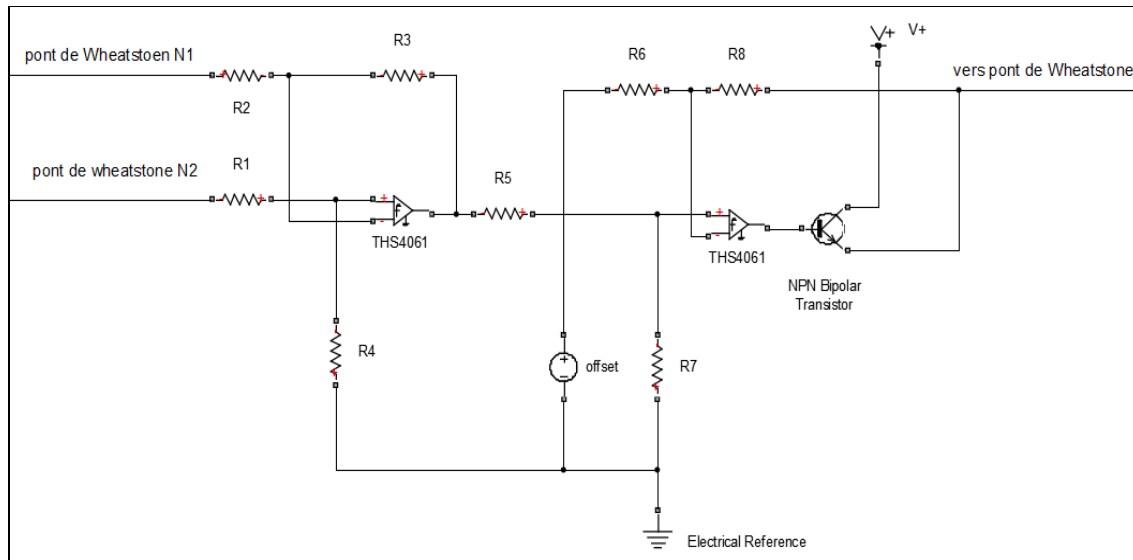 pont de Wheatstoen N1
R3
R6
R8
V+
V+
vers pont de Wheatstone
R2
pont de wheatstone N2
R1
R5
+
-
THS4061
+
-
THS4061
NPN Bipolar
Transistor
R4
+
-
offset
R7
Electrical Reference